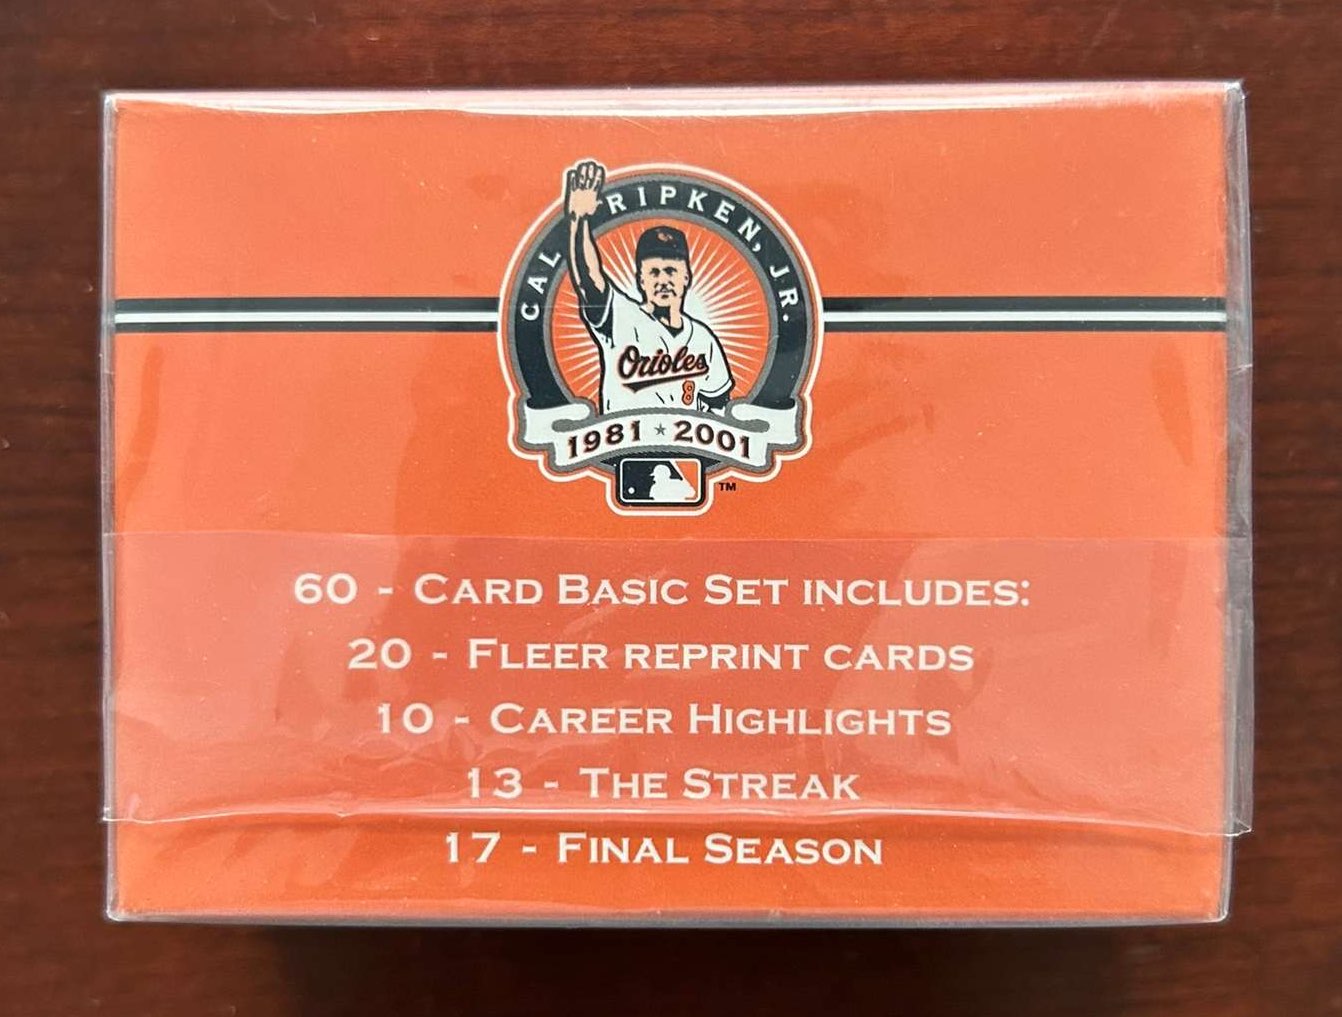 CAL RIPKEN, JR.
Orioles
8
1981 ★ 2001
TM
60 - CARD BASIC SET INCLUDES:
20 - FLEER REPRINT CARDS
10 - CAREER HIGHLIGHTS
13 - THE STREAK
17 - FINAL SEASON